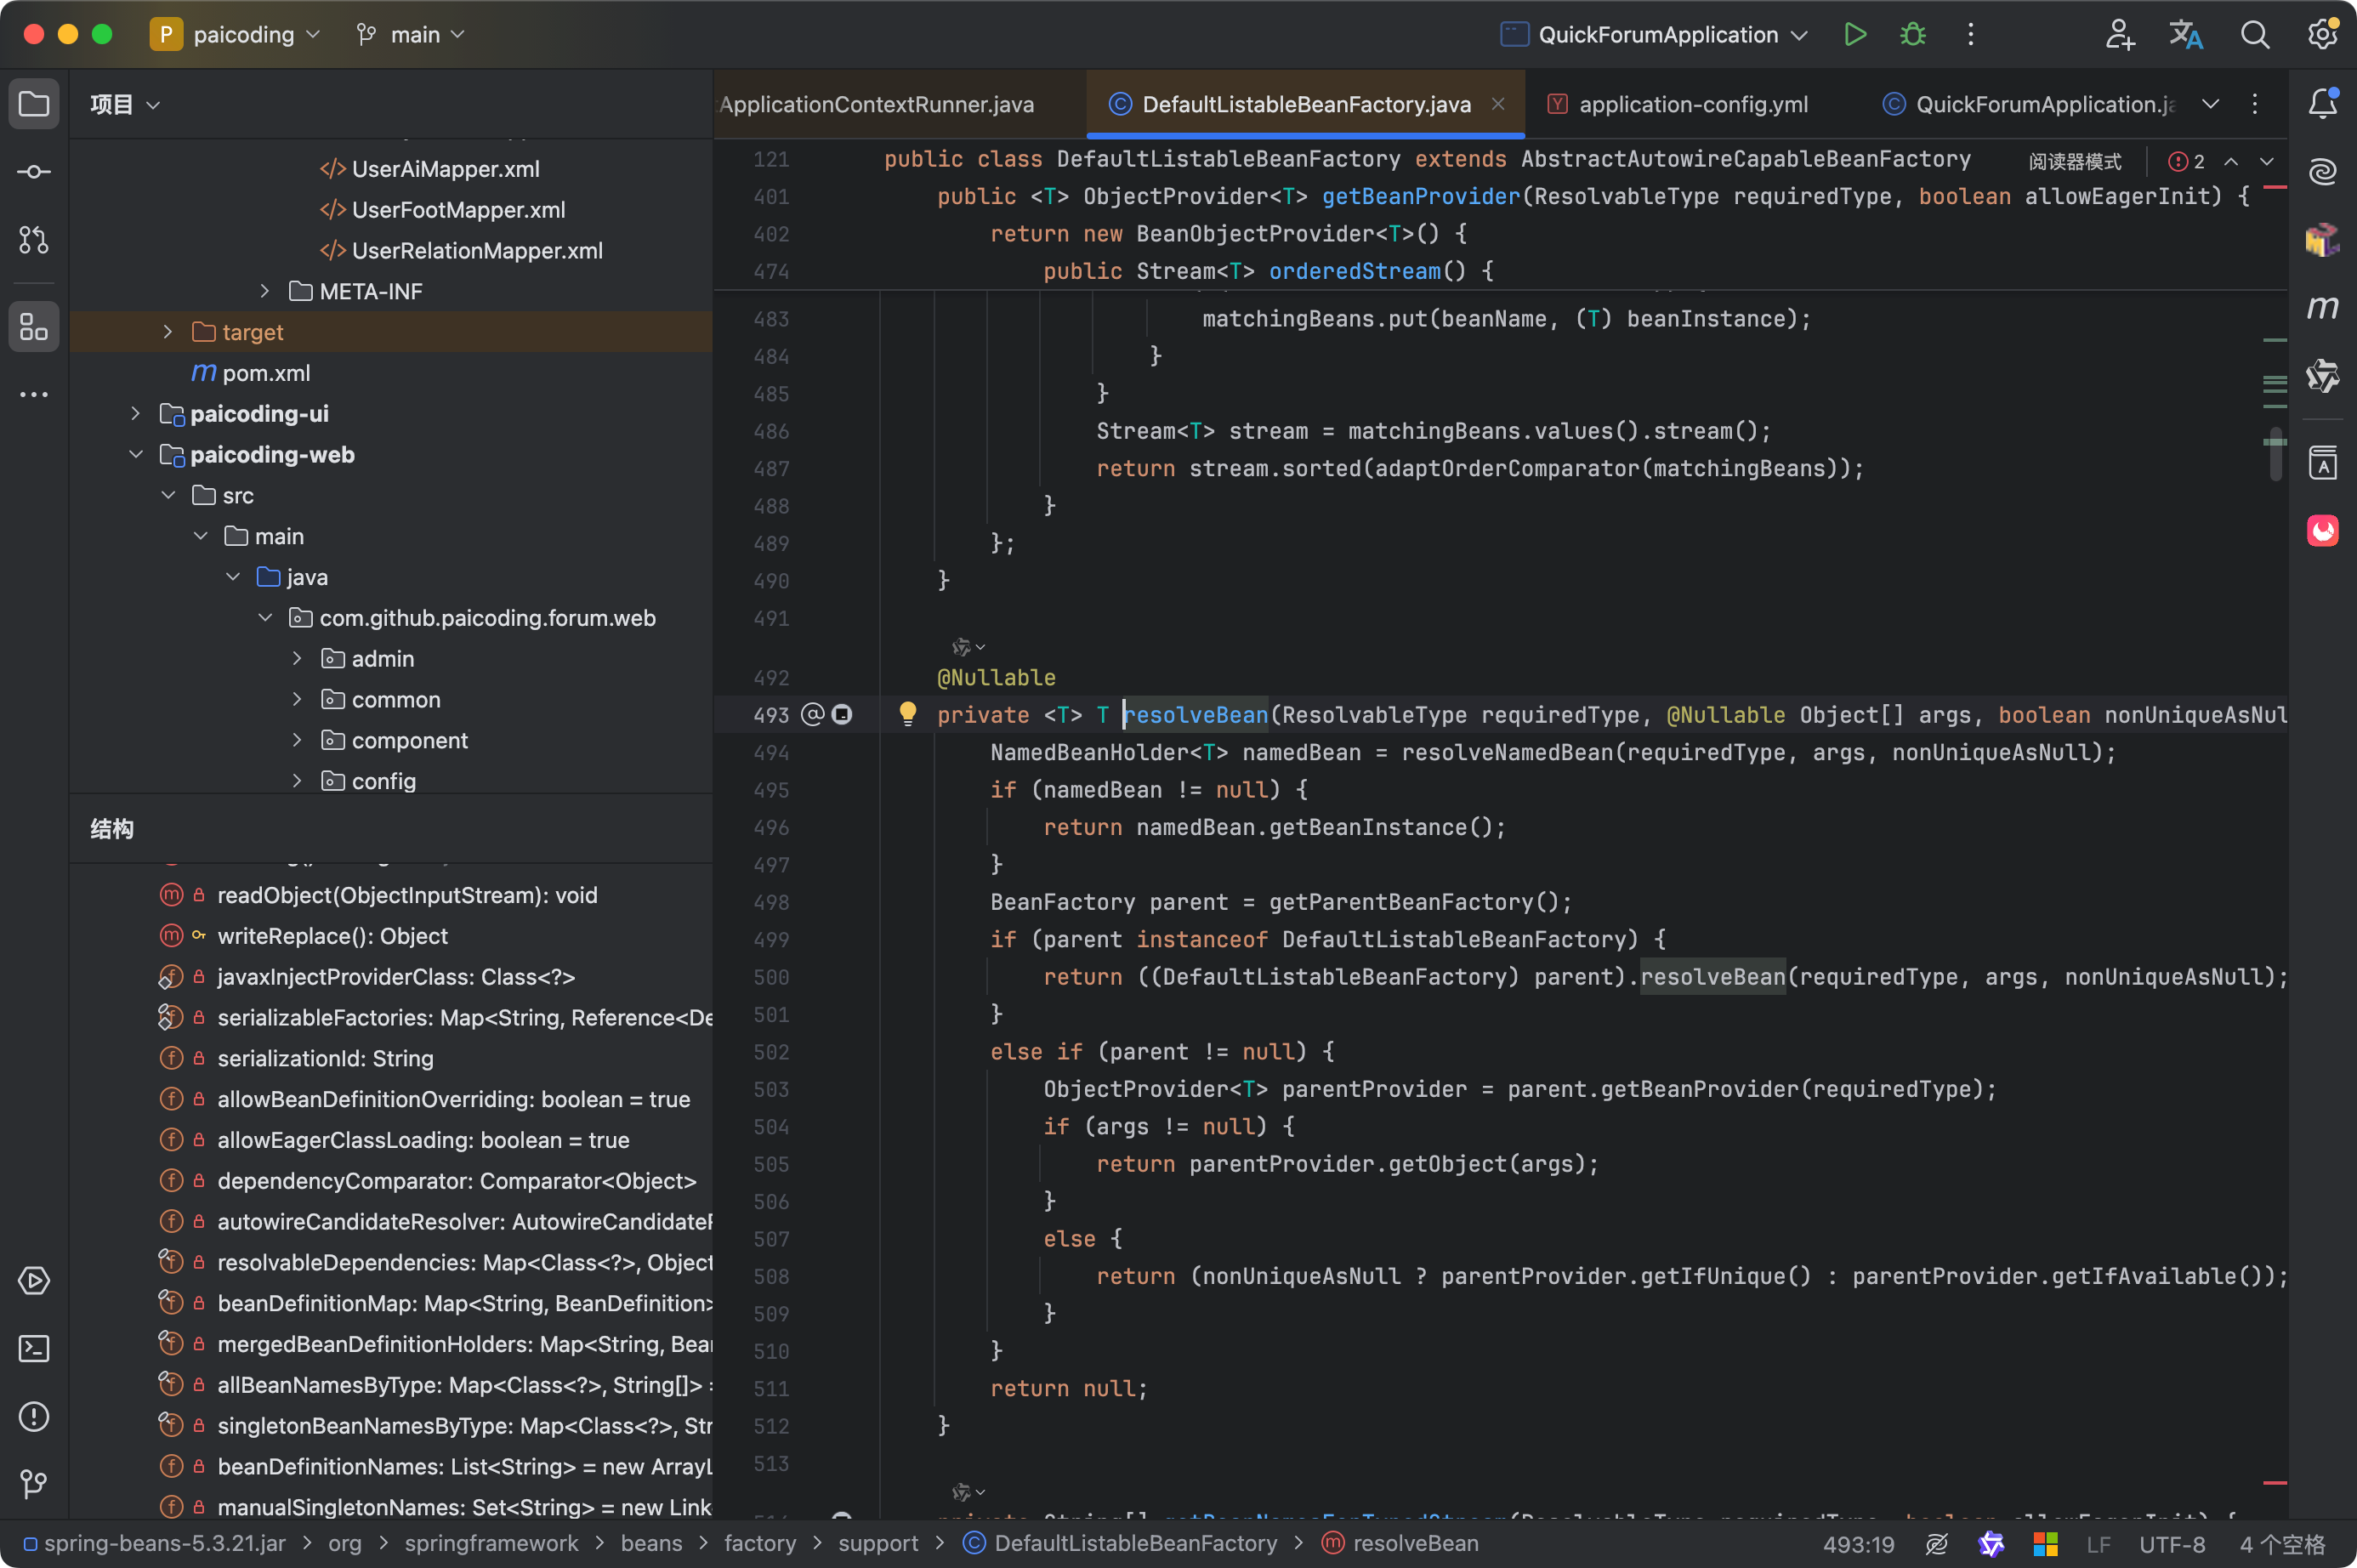 P paicoding main QuickForumApplication
项目
UserAiMapper.xml
UserFootMapper.xml
UserRelationMapper.xml
META-INF
target
pom.xml
paicoding-ui
paicoding-web
src
main
java
com.github.paicoding.forum.web
admin
common
component
config
结构
readObject(ObjectInputStream): void
writeReplace(): Object
javaxInjectProviderClass: Class<?>
serializableFactories: Map<String, Reference<De
serializationId: String
allowBeanDefinitionOverriding: boolean = true
allowEagerClassLoading: boolean = true
dependencyComparator: Comparator<Object>
autowireCandidateResolver: AutowireCandidateR
resolvableDependencies: Map<Class<?>, Object
beanDefinitionMap: Map<String, BeanDefinition>
mergedBeanDefinitionHolders: Map<String, Bean
allBeanNamesByType: Map<Class<?>, String[]> =
singletonBeanNamesByType: Map<Class<?>, Str
beanDefinitionNames: List<String> = new ArrayL
manualSingletonNames: Set<String> = new Link
ApplicationContextRunner.java DefaultListableBeanFactory.java application-config.yml QuickForumApplication.ja
阅读器模式 2
121 public class DefaultListableBeanFactory extends AbstractAutowireCapableBeanFactory
401 public <T> ObjectProvider<T> getBeanProvider(ResolvableType requiredType, boolean allowEagerInit) {
402 return new BeanObjectProvider<T>() {
474 public Stream<T> orderedStream() {
483 matchingBeans.put(beanName, (T) beanInstance);
484 }
485 }
486 Stream<T> stream = matchingBeans.values().stream();
487 return stream.sorted(adaptOrderComparator(matchingBeans));
488 }
489 };
490 }
491
492 @Nullable
493 private <T> T resolveBean(ResolvableType requiredType, @Nullable Object[] args, boolean nonUniqueAsNul
494 NamedBeanHolder<T> namedBean = resolveNamedBean(requiredType, args, nonUniqueAsNull);
495 if (namedBean != null) {
496 return namedBean.getBeanInstance();
497 }
498 BeanFactory parent = getParentBeanFactory();
499 if (parent instanceof DefaultListableBeanFactory) {
500 return ((DefaultListableBeanFactory) parent).resolveBean(requiredType, args, nonUniqueAsNull);
501 }
502 else if (parent != null) {
503 ObjectProvider<T> parentProvider = parent.getBeanProvider(requiredType);
504 if (args != null) {
505 return parentProvider.getObject(args);
506 }
507 else {
508 return (nonUniqueAsNull ? parentProvider.getIfUnique() : parentProvider.getIfAvailable());
509 }
510 }
511 return null;
512 }
513
spring-beans-5.3.21.jar > org > springframework > beans > factory > support > DefaultListableBeanFactory > resolveBean 493:19 LF UTF-8 4 个空格